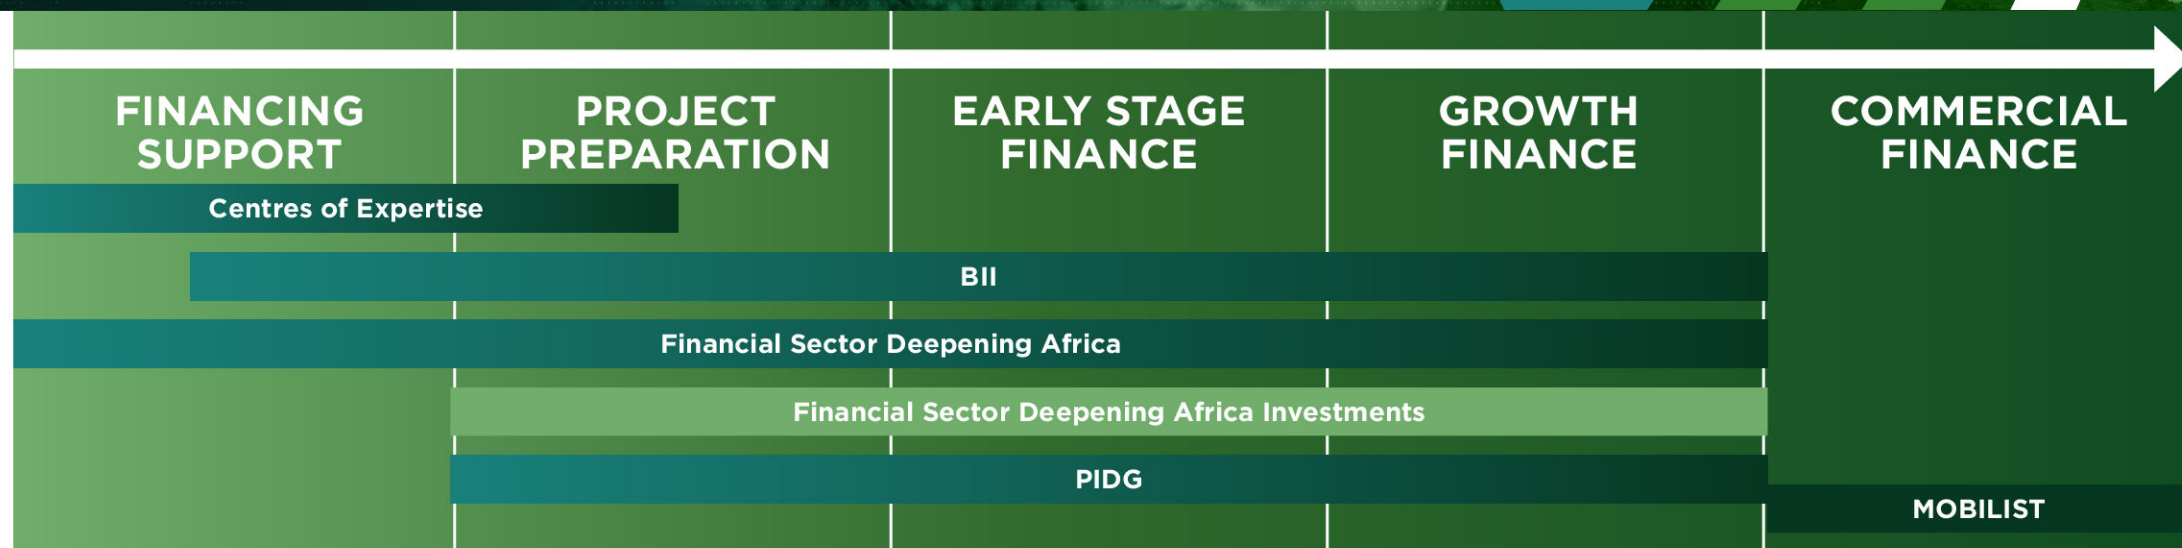 FINANCING
SUPPORT
PROJECT
PREPARATION
EARLY STAGE
FINANCE
GROWTH
FINANCE
COMMERCIAL
FINANCE
Centres of Expertise
BII
Financial Sector Deepening Africa
Financial Sector Deepening Africa Investments
PIDG
MOBILIST